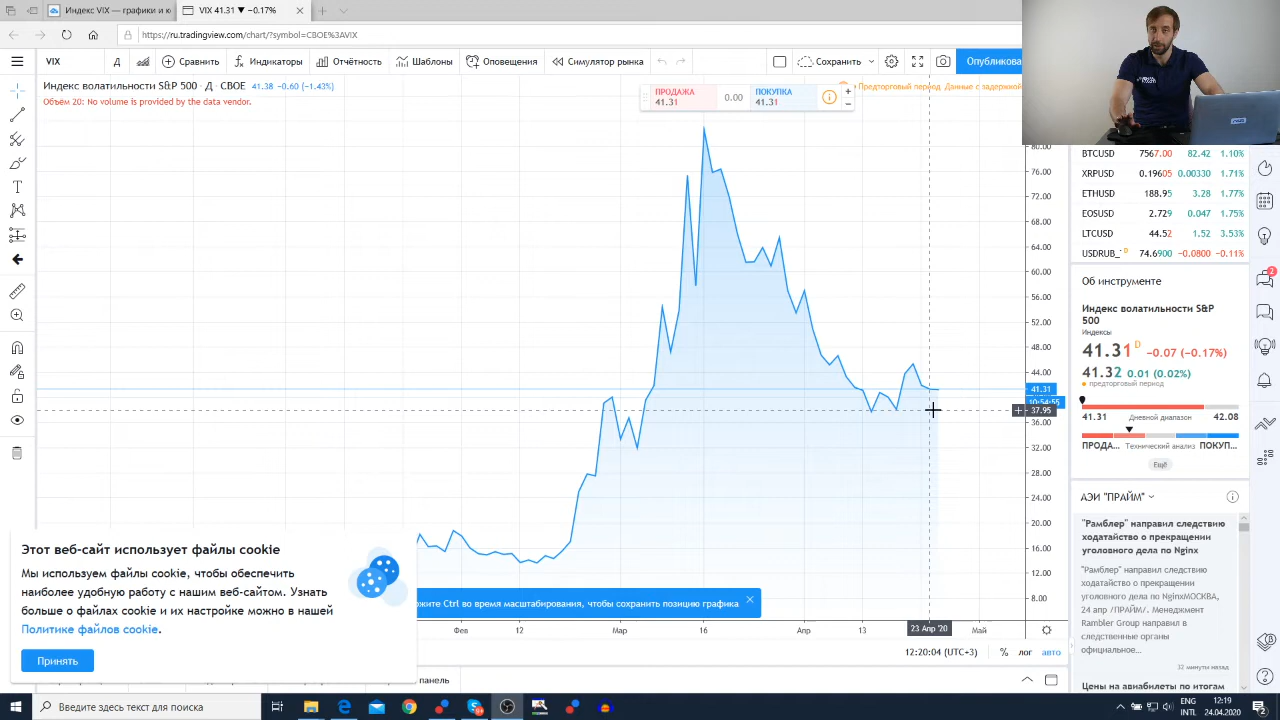 Индекс VIX — графики и к
VIX 41.31 ▼ −0.17%
https://ru.tradingview.com/chart/?symbol=CBOE%3AVIX
VIX
Д
Индикаторы
Отчётность
Шаблоны
Оповещения
Симулятор рынка
Сохранить
Опубликова
Индекс волатильности S&P 500 · Д · CBOE 41.38 −0.60 (−1.43%)
Объём 20: No volume is provided by the data vendor.
ПРОДАЖА
41.31
0.00
ПОКУПКА
41.31
Предторговый период. Данные с задержкой
80.00
76.00
72.00
68.00
64.00
60.00
56.00
52.00
48.00
44.00
41.31
10:54:55
37.95
36.00
32.00
28.00
24.00
20.00
16.00
12.00
8.00
BTCUSD 7567.00 82.42 1.10%
XRPUSD 0.19605 0.00330 1.71%
ETHUSD 188.95 3.28 1.77%
EOSUSD 2.729 0.047 1.75%
LTCUSD 44.52 1.52 3.53%
USDRUB_ D 74.6900 −0.0800 −0.11%
Об инструменте
Индекс волатильности S&P
500
Индексы
41.31 D −0.07 (−0.17%)
41.32 0.01 (0.02%)
предторговый период
41.31 Дневной диапазон 42.08
ПРОДА... Технический анализ ПОКУП...
Ещё
АЭИ "ПРАЙМ"
"Рамблер" направил следствию
ходатайство о прекращении
уголовного дела по Nginx
"Рамблер" направил следствию
ходатайство о прекращении
уголовного дела по NginxМОСКВА,
24 апр /ПРАЙМ/. Менеджмент
Rambler Group направил в
следственные органы
официальное...
32 минуты назад
Цены на авиабилеты по итогам
2
Этот веб-сайт использует файлы cookie
Мы используем файлы cookie, чтобы обеспечить
наиболее удобную работу с нашим веб-сайтом. Узнать
больше о файлах cookie и их настройке можно в нашей
Политике файлов cookie.
Принять
жите Ctrl во время масштабирования, чтобы сохранить позицию графика
Фев
12
Мар
16
Апр
13
23 Апр '20
Май
12:20:04 (UTC+3)
%
лог
авто
панель
Введите здесь текст для поиска
ENG
INTL
12:19
24.04.2020
2